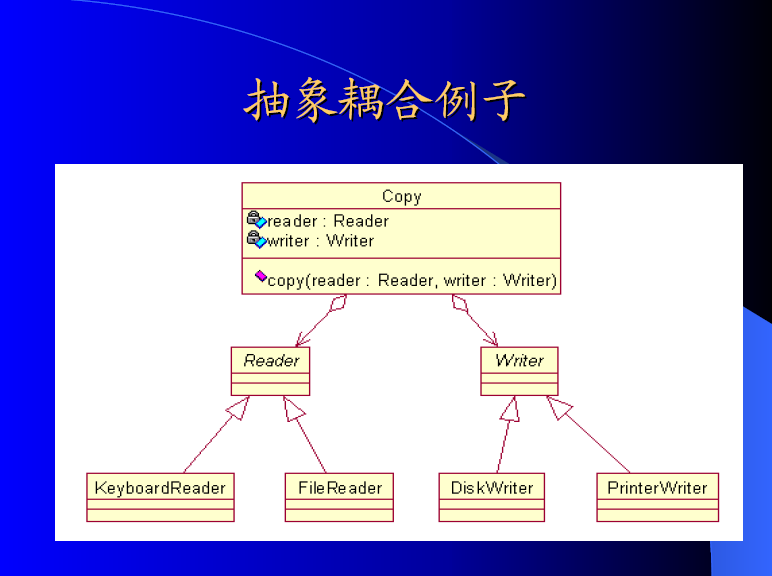 抽象耦合例子
Copy
reader : Reader
writer : Writer
copy(reader : Reader, writer : Writer)
Reader
Writer
KeyboardReader
FileReader
DiskWriter
PrinterWriter